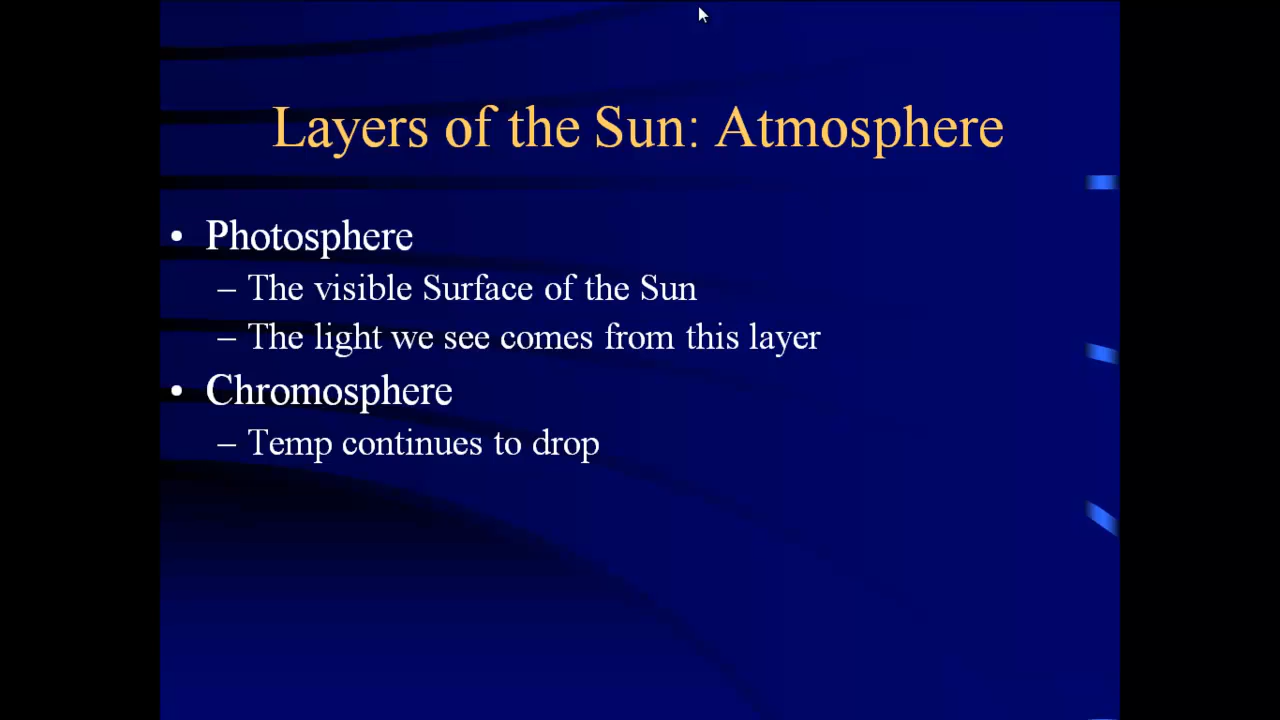 Layers of the Sun: Atmosphere
• Photosphere
– The visible Surface of the Sun
– The light we see comes from this layer
• Chromosphere
– Temp continues to drop